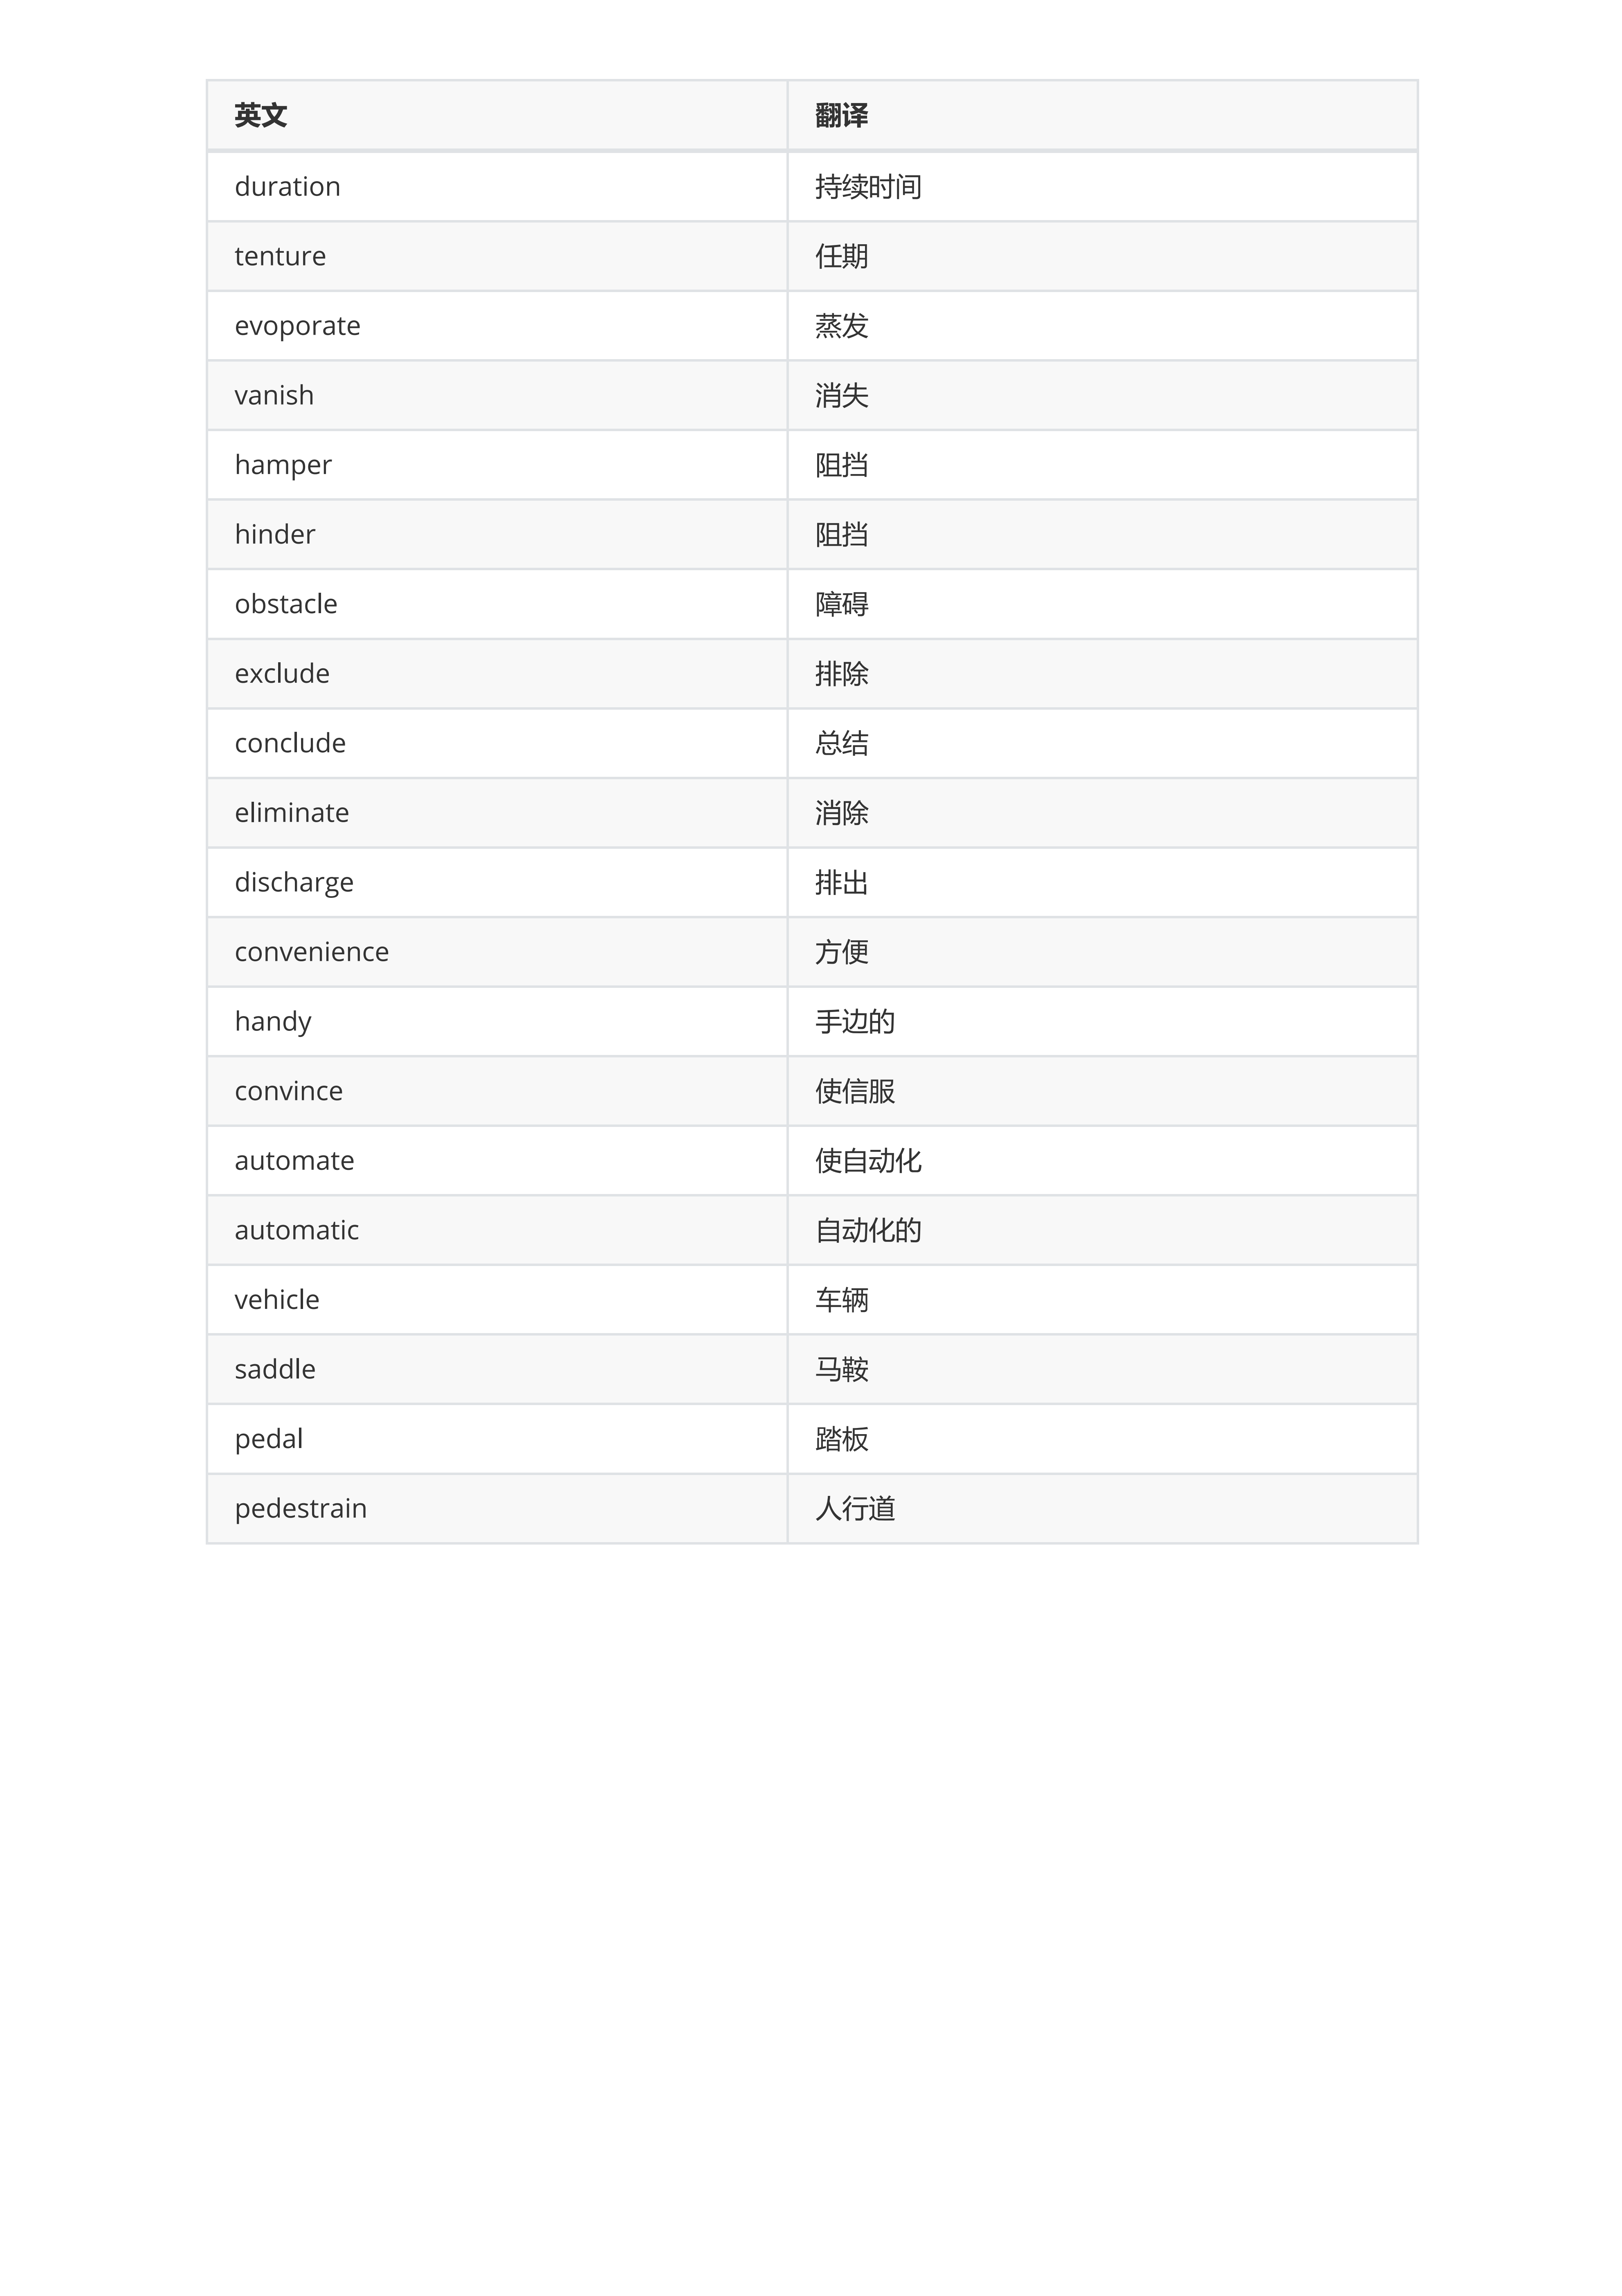 英文 翻译
duration 持续时间
tenture 任期
evoporate 蒸发
vanish 消失
hamper 阻挡
hinder 阻挡
obstacle 障碍
exclude 排除
conclude 总结
eliminate 消除
discharge 排出
convenience 方便
handy 手边的
convince 使信服
automate 使自动化
automatic 自动化的
vehicle 车辆
saddle 马鞍
pedal 踏板
pedestrain 人行道